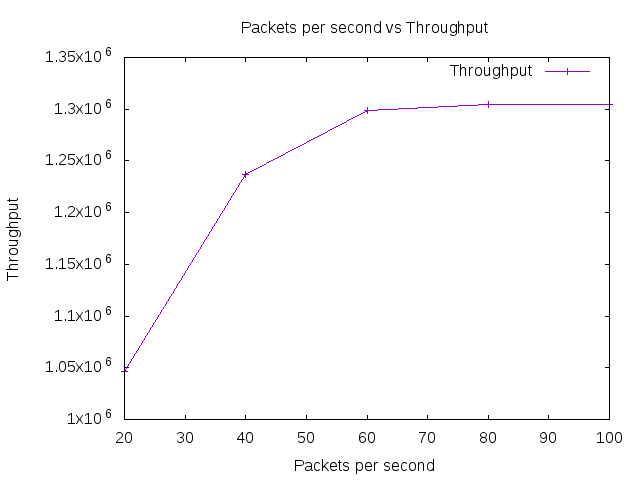 Packets per second vs Throughput
1.35x10 6
Throughput
1.3x10 6
1.25x10 6
1.2x10 6
1.15x10 6
1.1x10 6
1.05x10 6
1x10 6
Throughput
20 30 40 50 60 70 80 90 100
Packets per second